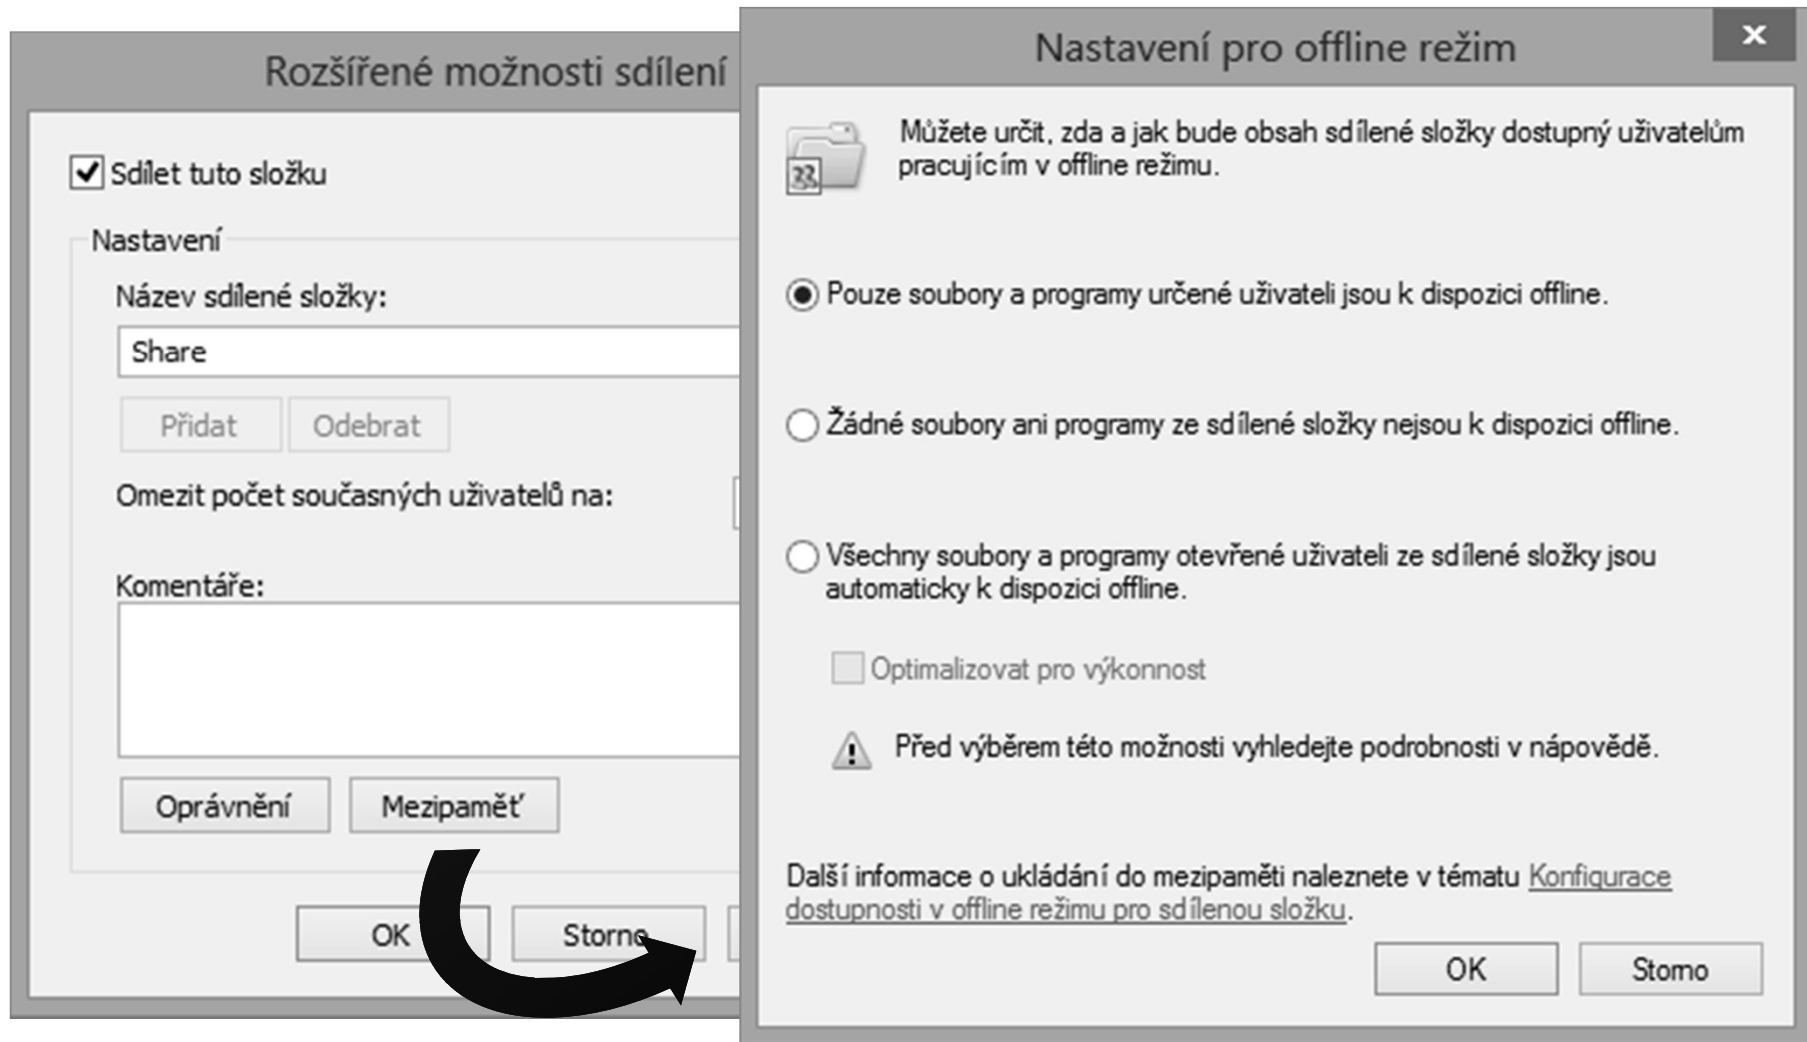 Rozšířené možnosti sdílení
Sdílet tuto složku
Nastavení
Název sdílené složky:
Share
Přidat
Odebrat
Omezit počet současných uživatelů na:
Komentáře:
Oprávnění
Mezipaměť
OK
Storno
Nastavení pro offline režim
Můžete určit, zda a jak bude obsah sdílené složky dostupný uživatelům
pracujícím v offline režimu.
Pouze soubory a programy určené uživateli jsou k dispozici offline.
Žádné soubory ani programy ze sdílené složky nejsou k dispozici offline.
Všechny soubory a programy otevřené uživateli ze sdílené složky jsou
automaticky k dispozici offline.
Optimalizovat pro výkonnost
Před výběrem této možnosti vyhledejte podrobnosti v nápovědě.
Další informace o ukládání do mezipaměti naleznete v tématu Konfigurace
dostupnosti v offline režimu pro sdílenou složku.
OK
Storno